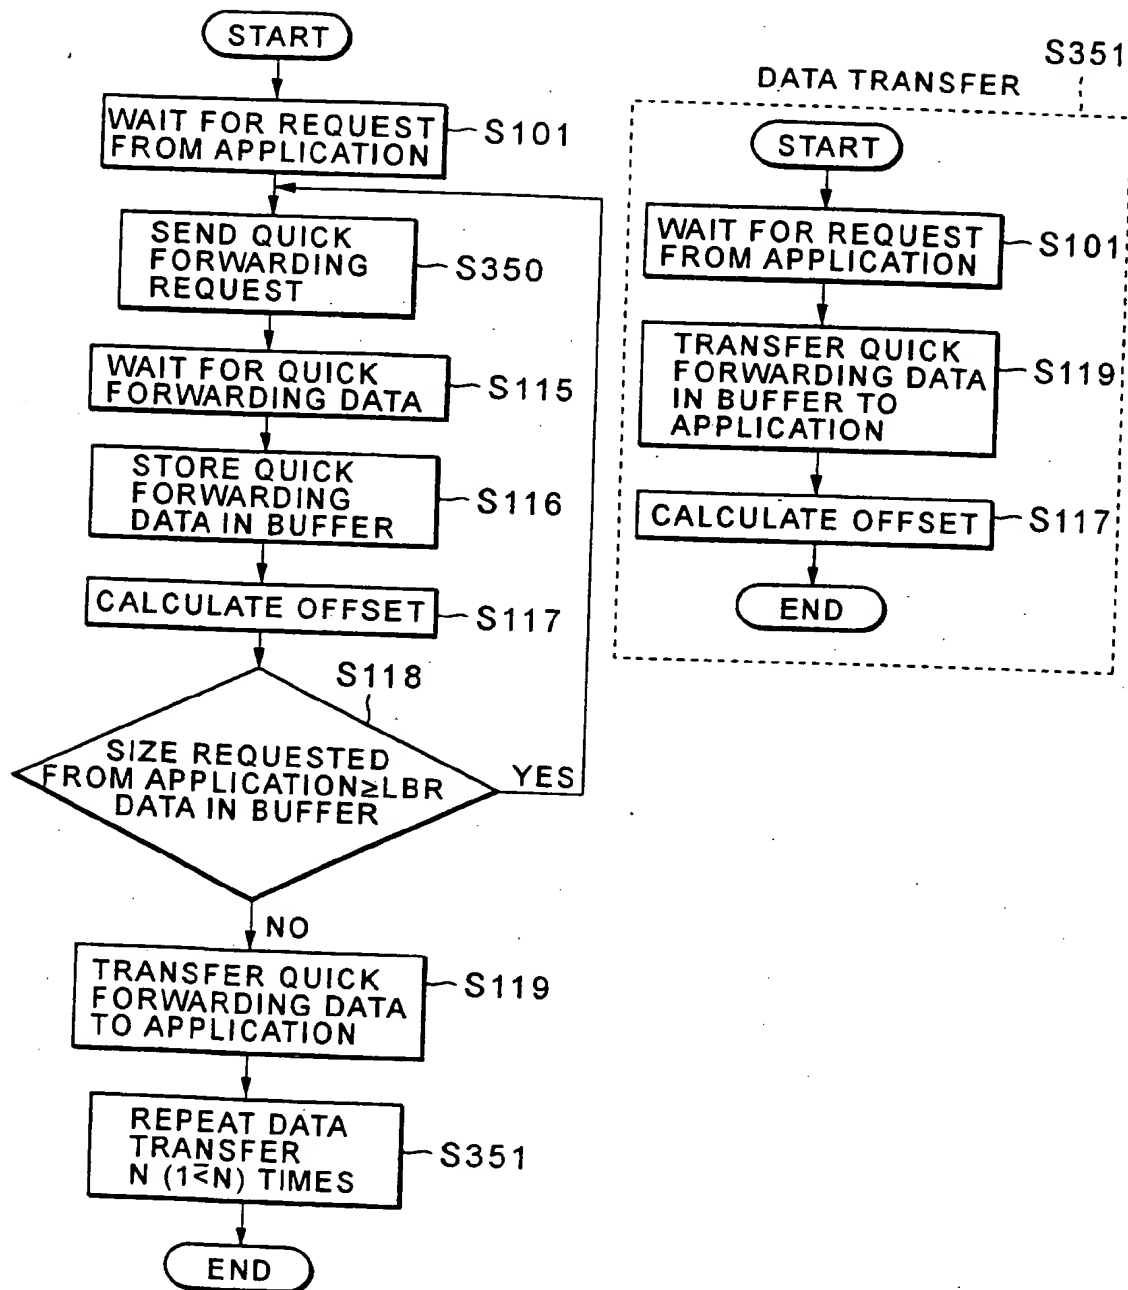 START
WAIT FOR REQUEST
FROM APPLICATION
S101
SEND QUICK
FORWARDING
REQUEST
S350
WAIT FOR QUICK
FORWARDING DATA
S115
STORE QUICK
FORWARDING
DATA IN BUFFER
S116
CALCULATE OFFSET
S117
S118
SIZE REQUESTED
FROM APPLICATION≥LBR
DATA IN BUFFER
YES
NO
TRANSFER QUICK
FORWARDING DATA
TO APPLICATION
S119
REPEAT DATA
TRANSFER
N (1≦N) TIMES
S351
END
S351
DATA TRANSFER
START
WAIT FOR REQUEST
FROM APPLICATION
S101
TRANSFER QUICK
FORWARDING DATA
IN BUFFER TO
APPLICATION
S119
CALCULATE OFFSET
S117
END